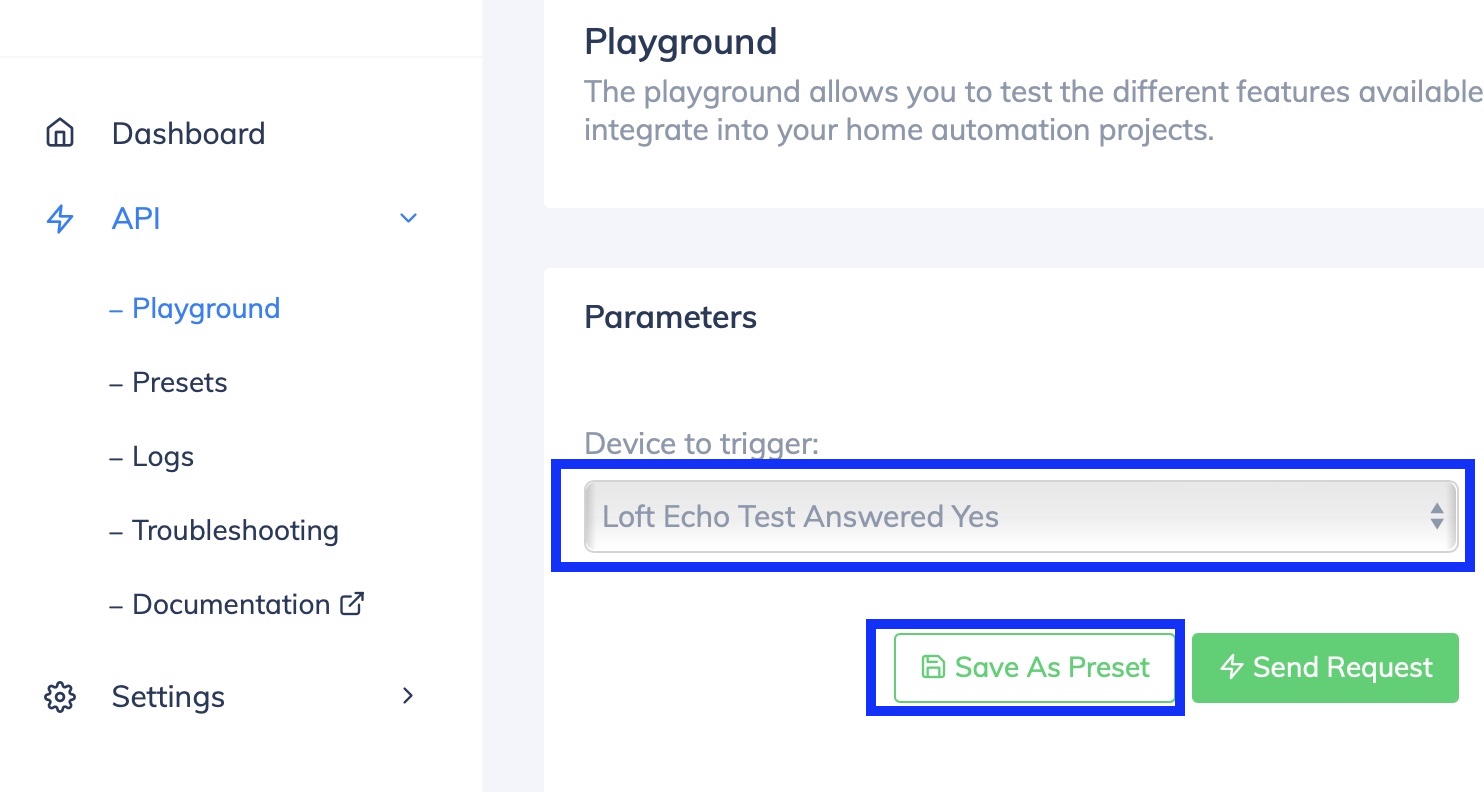 Dashboard
API
– Playground
– Presets
– Logs
– Troubleshooting
– Documentation
Settings
Playground
The playground allows you to test the different features available
integrate into your home automation projects.
Parameters
Device to trigger:
Loft Echo Test Answered Yes
Save As Preset
Send Request